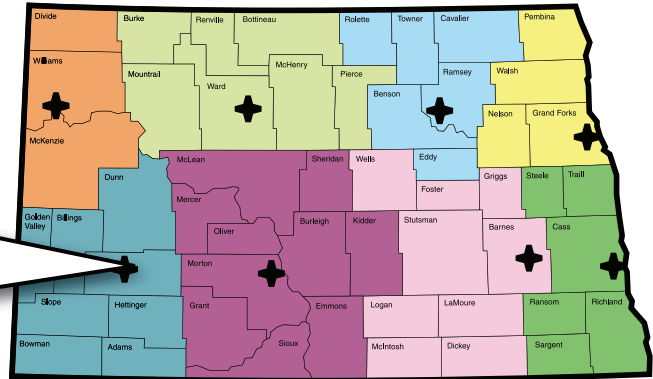 Divide
Burke
Renville
Bottineau
Rolette
Towner
Cavalier
Pembina
Williams
Mountrail
Ward
McHenry
Pierce
Benson
Ramsey
Walsh
Nelson
Grand Forks
McKenzie
Dunn
McLean
Sheridan
Wells
Eddy
Foster
Griggs
Steele
Traill
Mercer
Oliver
Burleigh
Kidder
Stutsman
Barnes
Cass
Golden
Valley
Billings
Morton
Slope
Hettinger
Grant
Emmons
Logan
LaMoure
Ransom
Richland
Bowman
Adams
Sioux
McIntosh
Dickey
Sargent